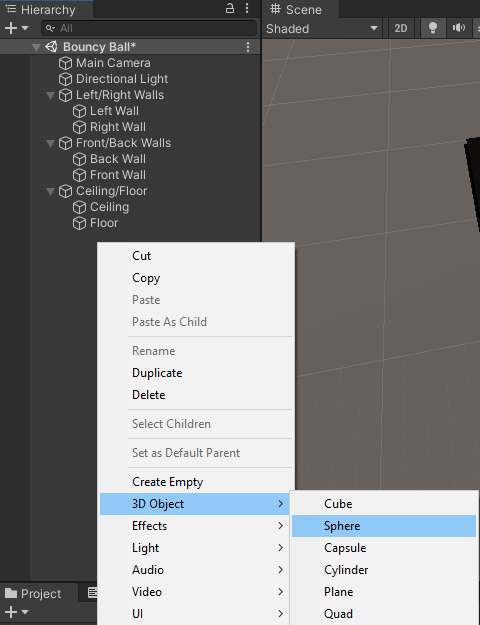 Hierarchy
All
Bouncy Ball*
Main Camera
Directional Light
Left/Right Walls
Left Wall
Right Wall
Front/Back Walls
Back Wall
Front Wall
Ceiling/Floor
Ceiling
Floor
Scene
Shaded
2D
Cut
Copy
Paste
Paste As Child
Rename
Duplicate
Delete
Select Children
Set as Default Parent
Create Empty
3D Object
Effects
Light
Audio
Video
UI
Cube
Sphere
Capsule
Cylinder
Plane
Quad
Project